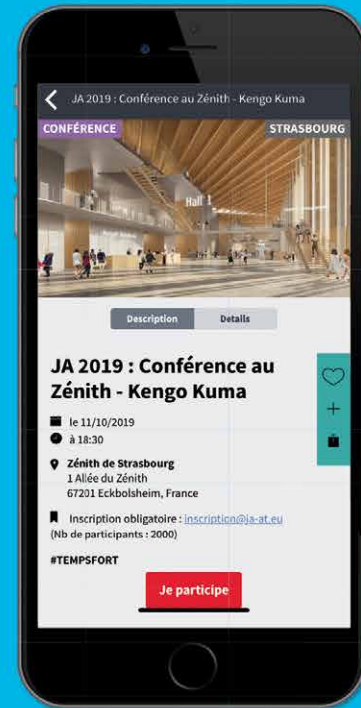 JA 2019 : Conférence au Zénith - Kengo Kuma
CONFÉRENCE
STRASBOURG
Hall 1
Description
Details
JA 2019 : Conférence au
Zénith - Kengo Kuma
le 11/10/2019
à 18:30
Zénith de Strasbourg
1 Allée du Zénith
67201 Eckbolsheim, France
Inscription obligatoire : inscription@ja-at.eu
(Nb de participants : 2000)
#TEMPSFORT
Je participe